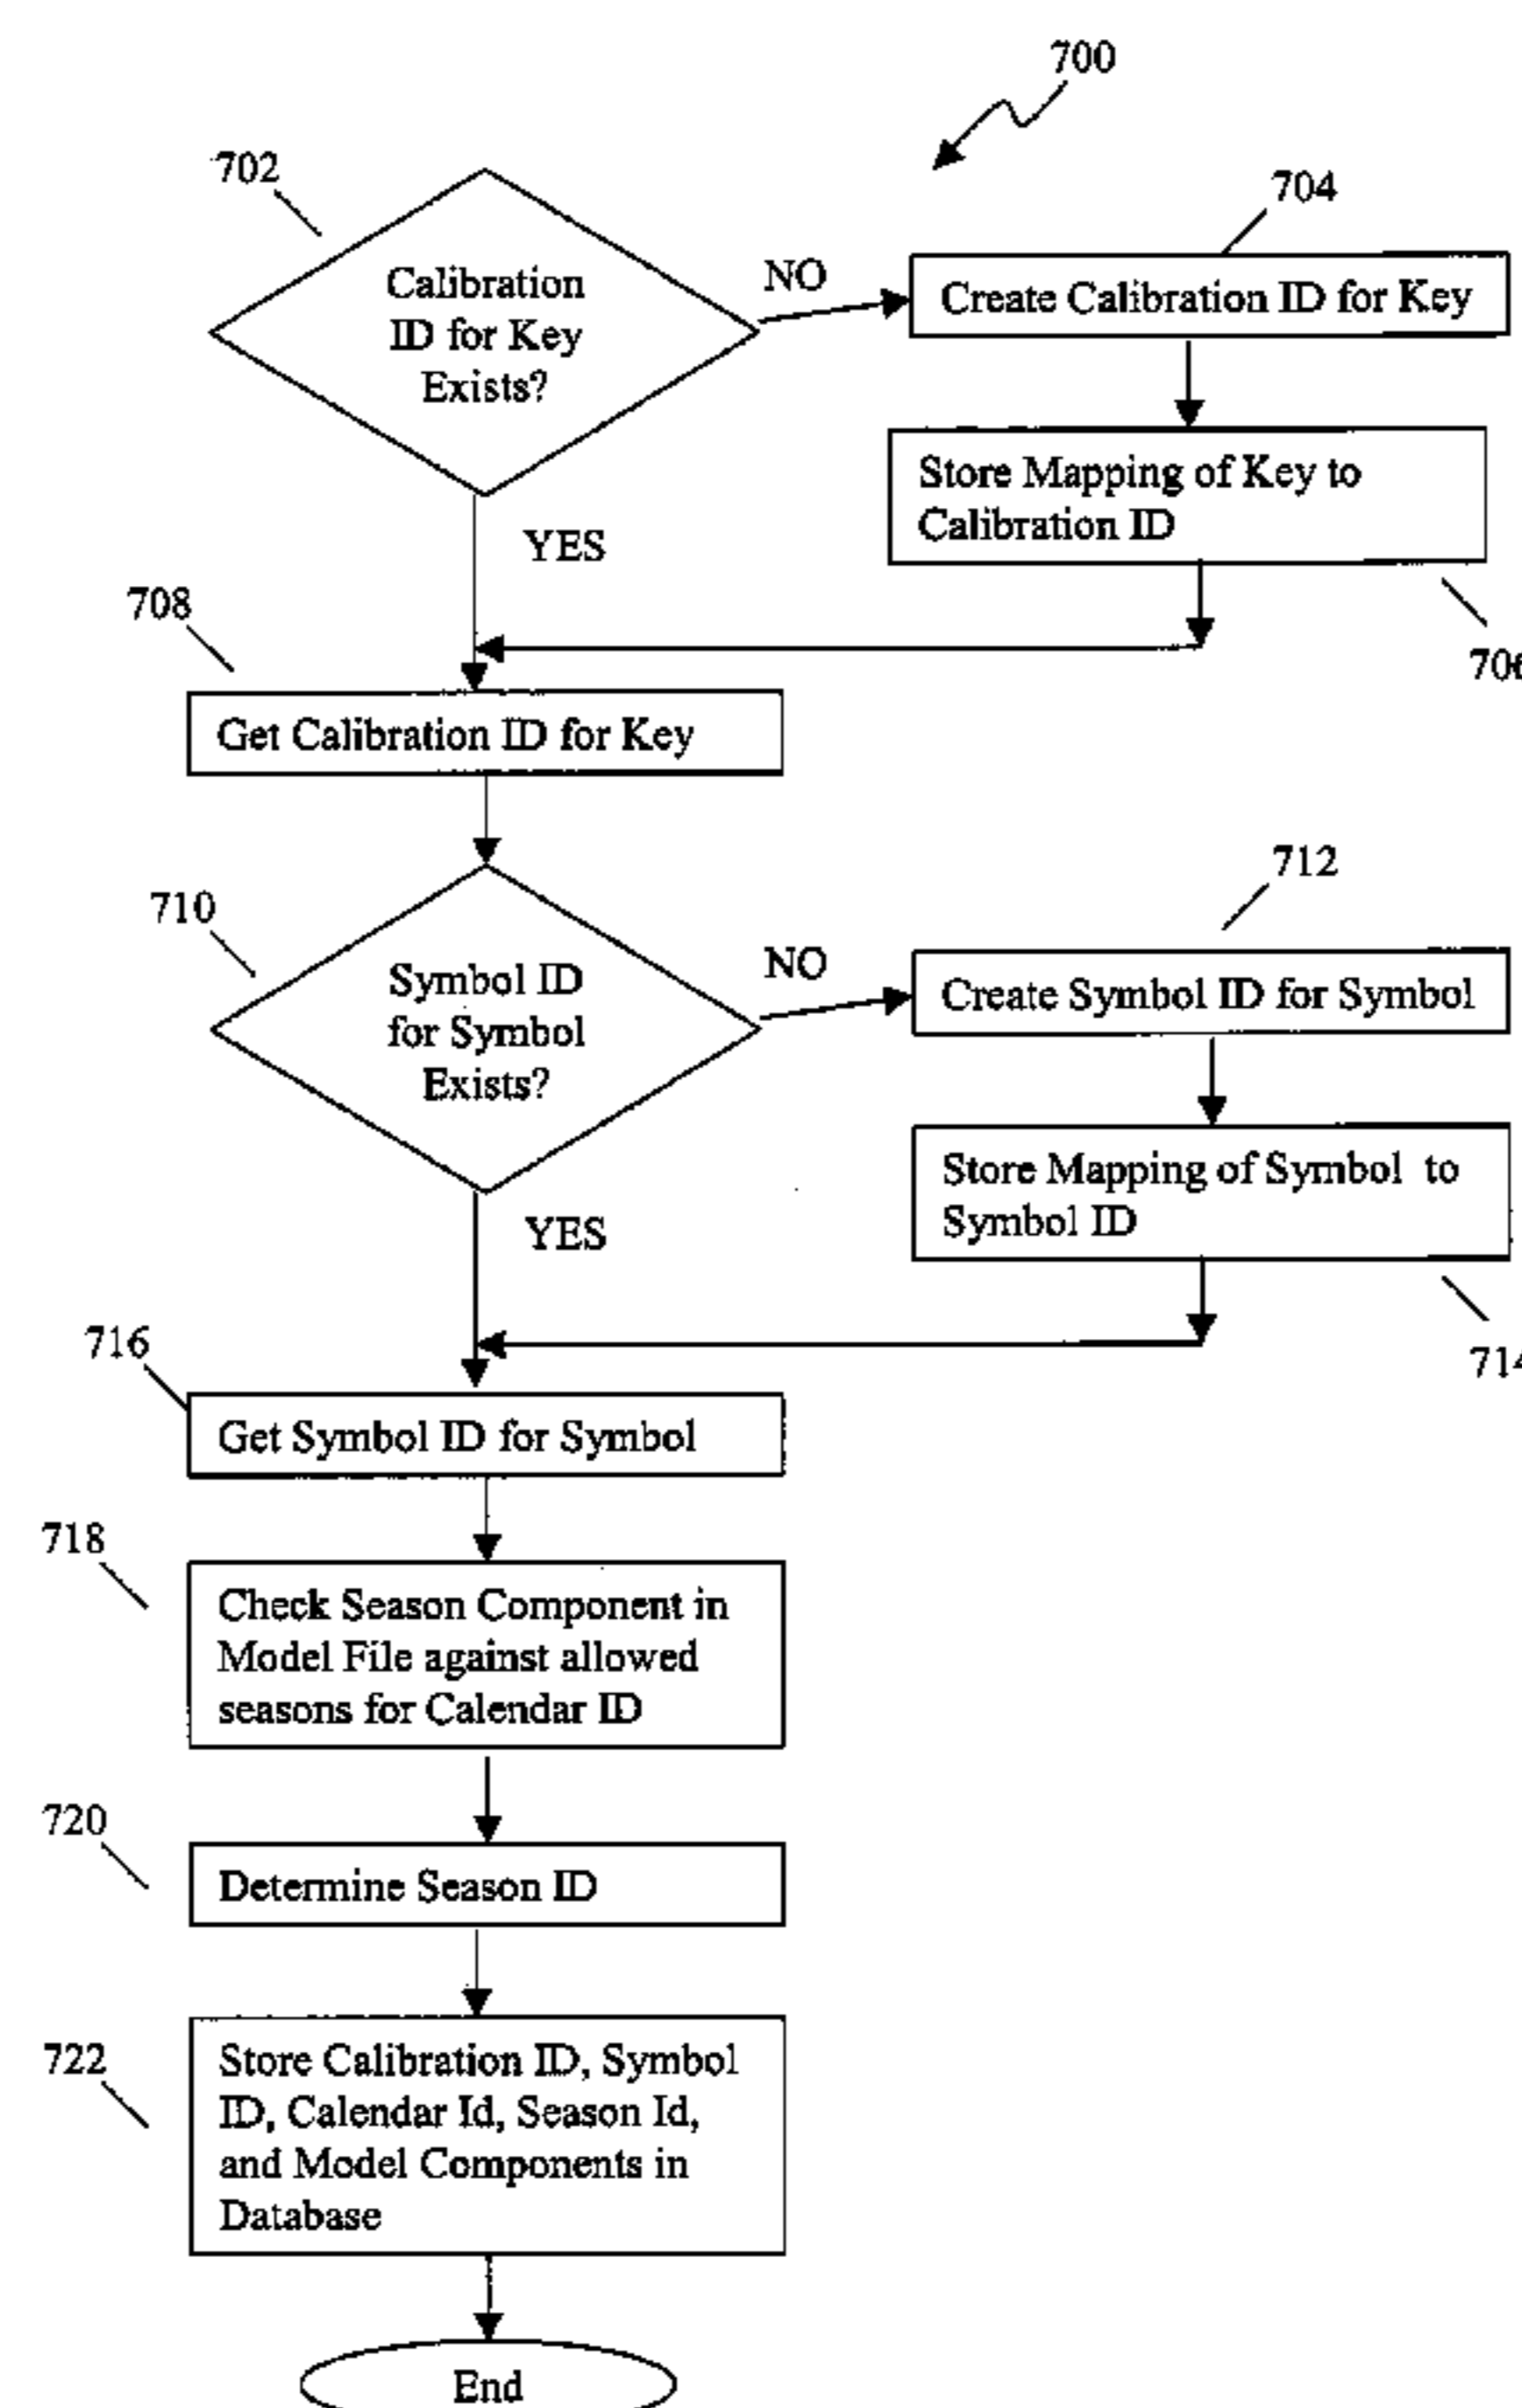 700
702
704
Calibration
ID for Key
Exists?
NO
Create Calibration ID for Key
Store Mapping of Key to
Calibration ID
YES
706
708
Get Calibration ID for Key
710
712
Symbol ID
for Symbol
Exists?
NO
Create Symbol ID for Symbol
Store Mapping of Symbol to
Symbol ID
YES
714
716
Get Symbol ID for Symbol
718
Check Season Component in
Model File against allowed
seasons for Calendar ID
720
Determine Season ID
722
Store Calibration ID, Symbol
ID, Calendar Id, Season Id,
and Model Components in
Database
End